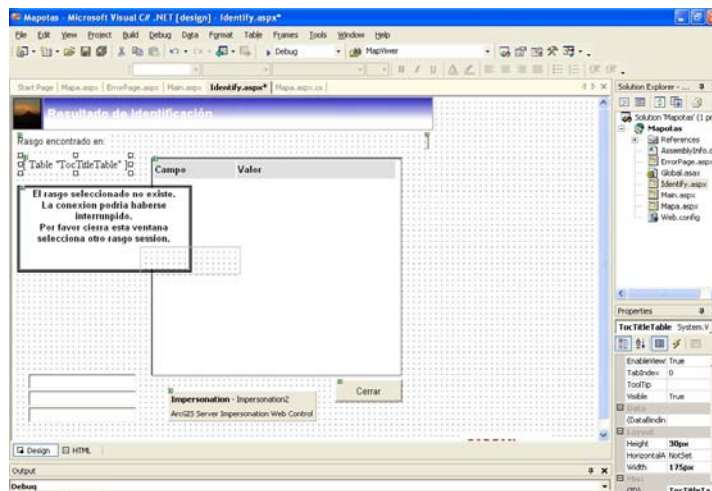 Mapotas - Microsoft Visual C# .NET [design] - Identify.aspx*
File Edit View Project Build Debug Data Format Table Frames Tools Window Help
Debug MapViewer
Start Page Mapa.aspx ErrorPage.aspx Main.aspx Identify.aspx* Mapa.aspx.cs
Solution Explorer - ...
Resultado de Identificación
Solution 'Mapotas' (1 pr
Mapotas
References
AssemblyInfo.c
ErrorPage.aspx
Global.asax
Identify.aspx
Main.aspx
Mapa.aspx
Web.config
Rasgo encontrado en:
[ Table "TocTitleTable" ]
Campo Valor
El rasgo seleccionado no existe.
La conexion podria haberse
interrunpido.
Por favor cierra esta ventana
selecciona otro rasgo session.
Cerrar
Impersonation - Impersonation2
ArcGIS Server Impersonation Web Control
Properties
TocTitleTable System.W
EnableView True
TabIndex 0
ToolTip
Visible True
Data
(DataBindin
Layout
Height 30px
HorizontalA NotSet
Width 175px
Misc
(ID) TocTitleTa
Design HTML
Output
Debug